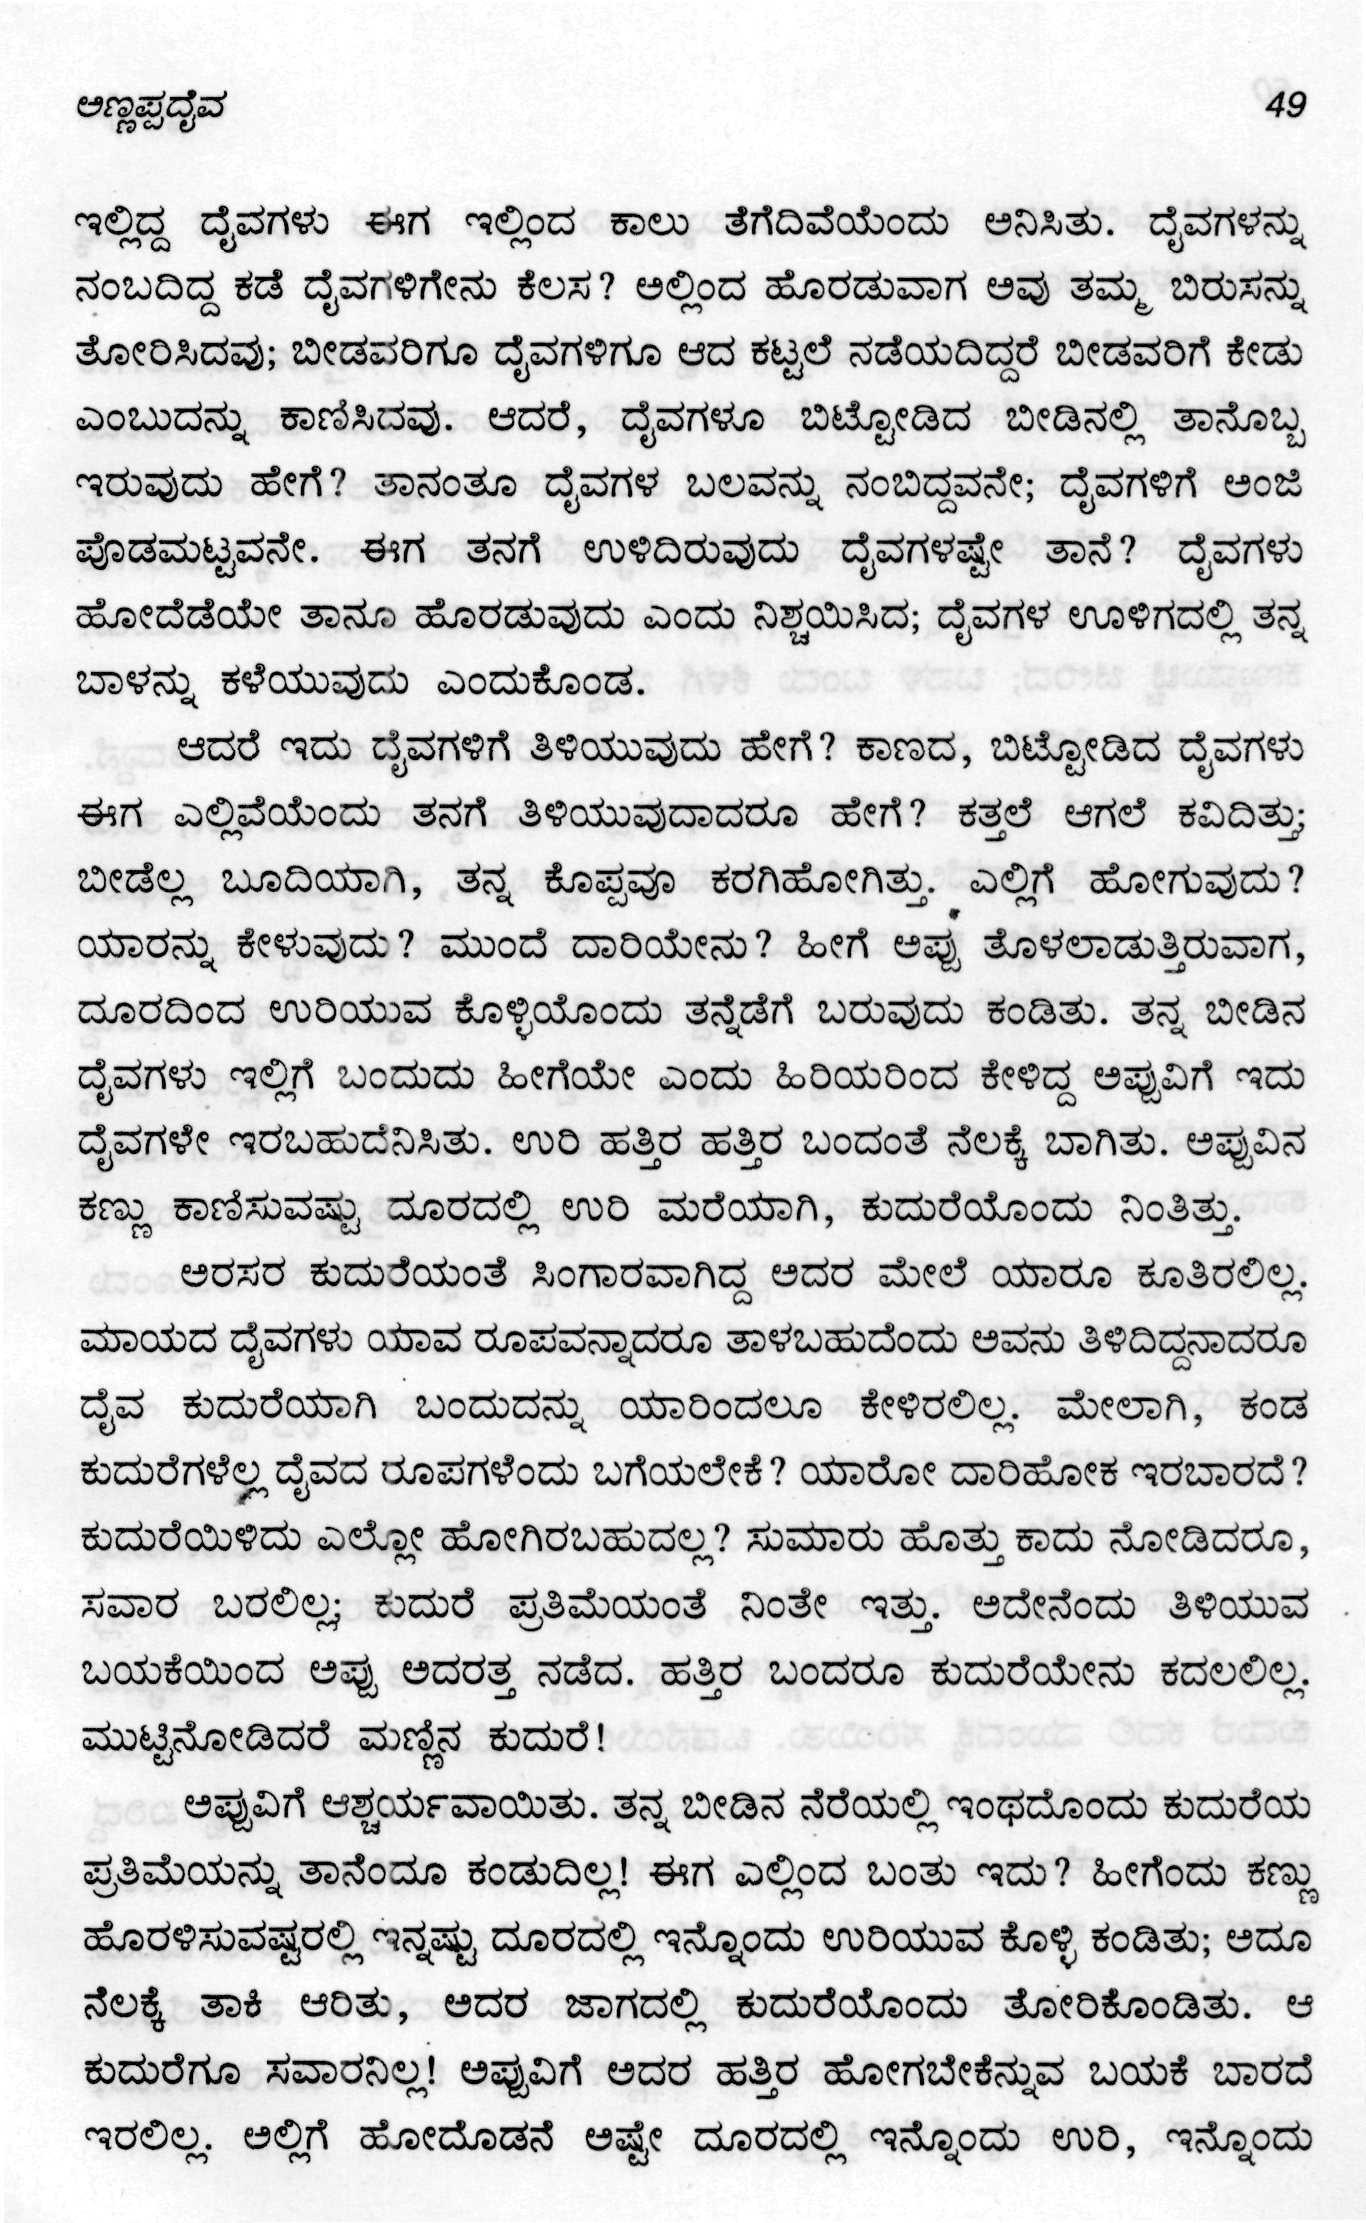 ಅಣ್ಣಪ್ಪದೈವ 49
ಇಲ್ಲಿದ್ದ ದೈವಗಳು ಈಗ ಇಲ್ಲಿಂದ ಕಾಲು ತೆಗೆದಿವೆಯೆಂದು ಅನಿಸಿತು. ದೈವಗಳನ್ನು
ನಂಬದಿದ್ದ ಕಡೆ ದೈವಗಳಿಗೇನು ಕೆಲಸ? ಅಲ್ಲಿಂದ ಹೊರಡುವಾಗ ಅವು ತಮ್ಮ ಬಿರುಸನ್ನು
ತೋರಿಸಿದವು; ಬೀಡವರಿಗೂ ದೈವಗಳಿಗೂ ಆದ ಕಟ್ಟಲೆ ನಡೆಯದಿದ್ದರೆ ಬೀಡವರಿಗೆ ಕೇಡು
ಎಂಬುದನ್ನು ಕಾಣಿಸಿದವು. ಆದರೆ, ದೈವಗಳೂ ಬಿಟ್ಟೋಡಿದ ಬೀಡಿನಲ್ಲಿ ತಾನೊಬ್ಬ
ಇರುವುದು ಹೇಗೆ? ತಾನಂತೂ ದೈವಗಳ ಬಲವನ್ನು ನಂಬಿದ್ದವನೇ; ದೈವಗಳಿಗೆ ಅಂಜಿ
ಪೊಡಮಟ್ಟವನೇ. ಈಗ ತನಗೆ ಉಳಿದಿರುವುದು ದೈವಗಳಷ್ಟೇ ತಾನೆ? ದೈವಗಳು
ಹೋದೆಡೆಯೇ ತಾನೂ ಹೊರಡುವುದು ಎಂದು ನಿಶ್ಚಯಿಸಿದ; ದೈವಗಳ ಊಳಿಗದಲ್ಲಿ ತನ್ನ
ಬಾಳನ್ನು ಕಳೆಯುವುದು ಎಂದುಕೊಂಡ.
ಆದರೆ ಇದು ದೈವಗಳಿಗೆ ತಿಳಿಯುವುದು ಹೇಗೆ? ಕಾಣದ, ಬಿಟ್ಟೋಡಿದ ದೈವಗಳು
ಈಗ ಎಲ್ಲಿವೆಯೆಂದು ತನಗೆ ತಿಳಿಯುವುದಾದರೂ ಹೇಗೆ? ಕತ್ತಲೆ ಆಗಲೆ ಕವಿದಿತ್ತು;
ಬೀಡೆಲ್ಲ ಬೂದಿಯಾಗಿ, ತನ್ನ ಕೊಪ್ಪವೂ ಕರಗಿಹೋಗಿತ್ತು. ಎಲ್ಲಿಗೆ ಹೋಗುವುದು?
ಯಾರನ್ನು ಕೇಳುವುದು? ಮುಂದೆ ದಾರಿಯೇನು? ಹೀಗೆ ಅಪ್ಪು ತೊಳಲಾಡುತ್ತಿರುವಾಗ,
ದೂರದಿಂದ ಉರಿಯುವ ಕೊಳ್ಳಿಯೊಂದು ತನ್ನೆಡೆಗೆ ಬರುವುದು ಕಂಡಿತು. ತನ್ನ ಬೀಡಿನ
ದೈವಗಳು ಇಲ್ಲಿಗೆ ಬಂದುದು ಹೀಗೆಯೇ ಎಂದು ಹಿರಿಯರಿಂದ ಕೇಳಿದ್ದ ಅಪ್ಪುವಿಗೆ ಇದು
ದೈವಗಳೇ ಇರಬಹುದೆನಿಸಿತು. ಉರಿ ಹತ್ತಿರ ಹತ್ತಿರ ಬಂದಂತೆ ನೆಲಕ್ಕೆ ಬಾಗಿತು. ಅಪ್ಪುವಿನ
ಕಣ್ಣು ಕಾಣಿಸುವಷ್ಟು ದೂರದಲ್ಲಿ ಉರಿ ಮರೆಯಾಗಿ, ಕುದುರೆಯೊಂದು ನಿಂತಿತ್ತು.
ಅರಸರ ಕುದುರೆಯಂತೆ ಸಿಂಗಾರವಾಗಿದ್ದ ಅದರ ಮೇಲೆ ಯಾರೂ ಕೂತಿರಲಿಲ್ಲ.
ಮಾಯದ ದೈವಗಳು ಯಾವ ರೂಪವನ್ನಾದರೂ ತಾಳಬಹುದೆಂದು ಅವನು ತಿಳಿದಿದ್ದನಾದರೂ
ದೈವ ಕುದುರೆಯಾಗಿ ಬಂದುದನ್ನು ಯಾರಿಂದಲೂ ಕೇಳಿರಲಿಲ್ಲ. ಮೇಲಾಗಿ, ಕಂಡ
ಕುದುರೆಗಳೆಲ್ಲ ದೈವದ ರೂಪಗಳೆಂದು ಬಗೆಯಲೇಕೆ? ಯಾರೋ ದಾರಿಹೋಕ ಇರಬಾರದೆ?
ಕುದುರೆಯಿಳಿದು ಎಲ್ಲೋ ಹೋಗಿರಬಹುದಲ್ಲ? ಸುಮಾರು ಹೊತ್ತು ಕಾದು ನೋಡಿದರೂ,
ಸವಾರ ಬರಲಿಲ್ಲ; ಕುದುರೆ ಪ್ರತಿಮೆಯಂತೆ ನಿಂತೇ ಇತ್ತು. ಅದೇನೆಂದು ತಿಳಿಯುವ
ಬಯಕೆಯಿಂದ ಅಪ್ಪು ಅದರತ್ತ ನಡೆದ. ಹತ್ತಿರ ಬಂದರೂ ಕುದುರೆಯೇನು ಕದಲಲಿಲ್ಲ.
ಮುಟ್ಟಿನೋಡಿದರೆ ಮಣ್ಣಿನ ಕುದುರೆ!
ಅಪ್ಪುವಿಗೆ ಆಶ್ಚರ್ಯವಾಯಿತು. ತನ್ನ ಬೀಡಿನ ನೆರೆಯಲ್ಲಿ ಇಂಥದೊಂದು ಕುದುರೆಯ
ಪ್ರತಿಮೆಯನ್ನು ತಾನೆಂದೂ ಕಂಡುದಿಲ್ಲ! ಈಗ ಎಲ್ಲಿಂದ ಬಂತು ಇದು? ಹೀಗೆಂದು ಕಣ್ಣು
ಹೊರಳಿಸುವಷ್ಟರಲ್ಲಿ ಇನ್ನಷ್ಟು ದೂರದಲ್ಲಿ ಇನ್ನೊಂದು ಉರಿಯುವ ಕೊಳ್ಳಿ ಕಂಡಿತು; ಅದೂ
ನೆಲಕ್ಕೆ ತಾಕಿ ಆರಿತು, ಅದರ ಜಾಗದಲ್ಲಿ ಕುದುರೆಯೊಂದು ತೋರಿಕೊಂಡಿತು. ಆ
ಕುದುರೆಗೂ ಸವಾರನಿಲ್ಲ! ಅಪ್ಪುವಿಗೆ ಅದರ ಹತ್ತಿರ ಹೋಗಬೇಕೆನ್ನುವ ಬಯಕೆ ಬಾರದೆ
ಇರಲಿಲ್ಲ. ಅಲ್ಲಿಗೆ ಹೋದೊಡನೆ ಅಷ್ಟೇ ದೂರದಲ್ಲಿ ಇನ್ನೊಂದು ಉರಿ, ಇನ್ನೊಂದು